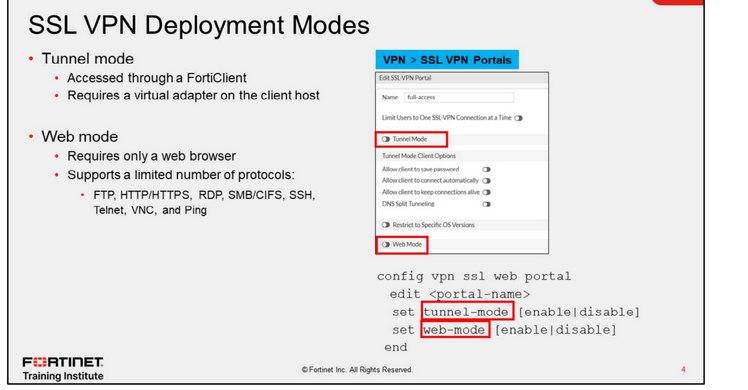 SSL VPN Deployment Modes
• Tunnel mode
• Accessed through a FortiClient
• Requires a virtual adapter on the client host
• Web mode
• Requires only a web browser
• Supports a limited number of protocols:
• FTP, HTTP/HTTPS, RDP, SMB/CIFS, SSH,
Telnet, VNC, and Ping
VPN > SSL VPN Portals
Edit SSL-VPN Portal
Name full-access
Limit Users to One SSL-VPN Connection at a Time
Tunnel Mode
Tunnel Mode Client Options
Allow client to save password
Allow client to connect automatically
Allow client to keep connections alive
DNS Split Tunneling
Restrict to Specific OS Versions
Web Mode
config vpn ssl web portal
edit <portal-name>
set tunnel-mode [enable|disable]
set web-mode [enable|disable]
end
FORTINET
Training Institute
© Fortinet Inc. All Rights Reserved.
4